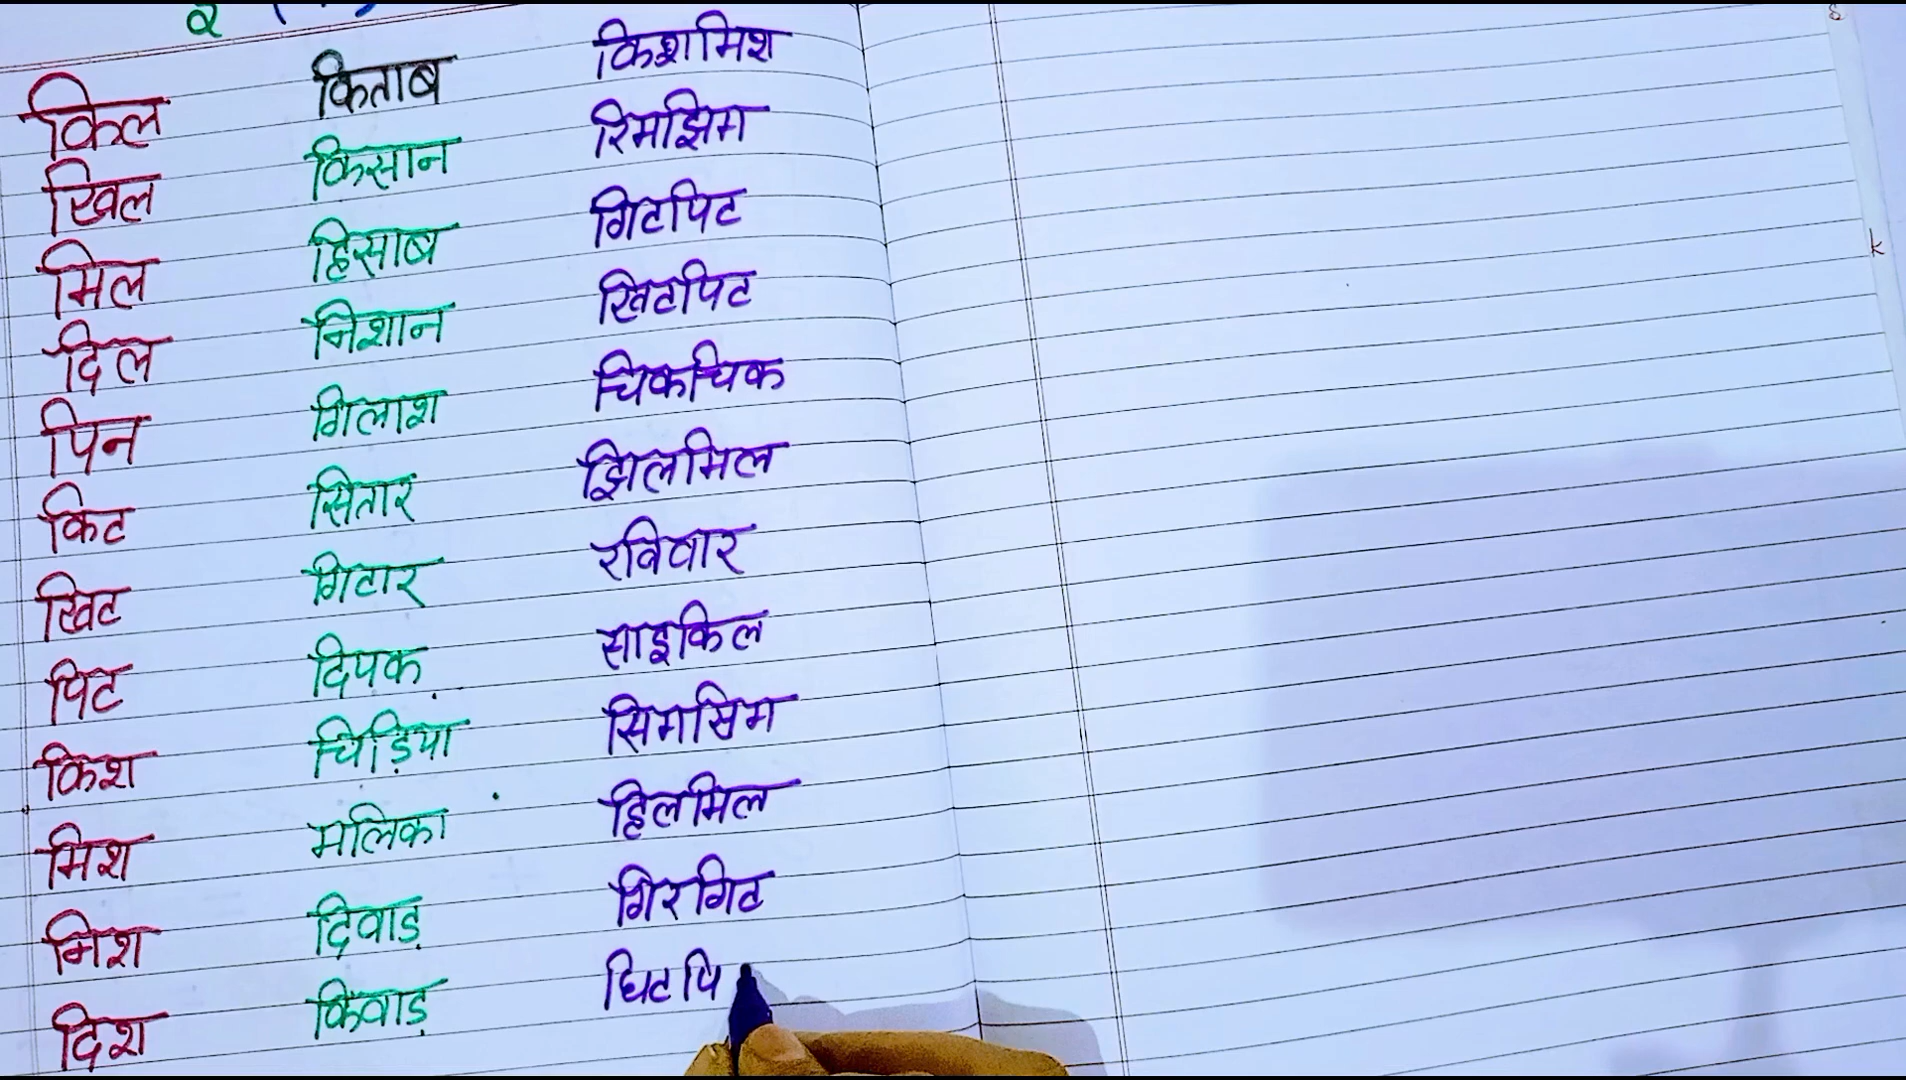 किल किताब किशमिश
खिल किसान रिमझिम
मिल हिसाब गिटपिट
दिल निशान खिटपिट
पिन गिलाश चिकचिक
किट सितार झिलमिल
खिट गिटार रविवार
पिट दिपक साइकिल
किश चिड़िया सिमसिम
मिश मलिका हिलमिल
मिश दिवाड़ गिरगिट
दिश किवाड़ घिटपि